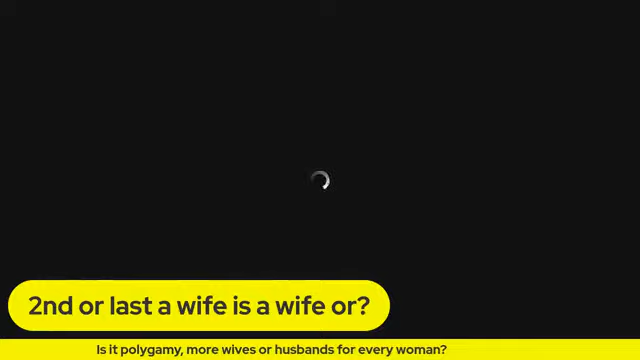 2nd or last a wife is a wife or?
Is it polygamy, more wives or husbands for every woman?